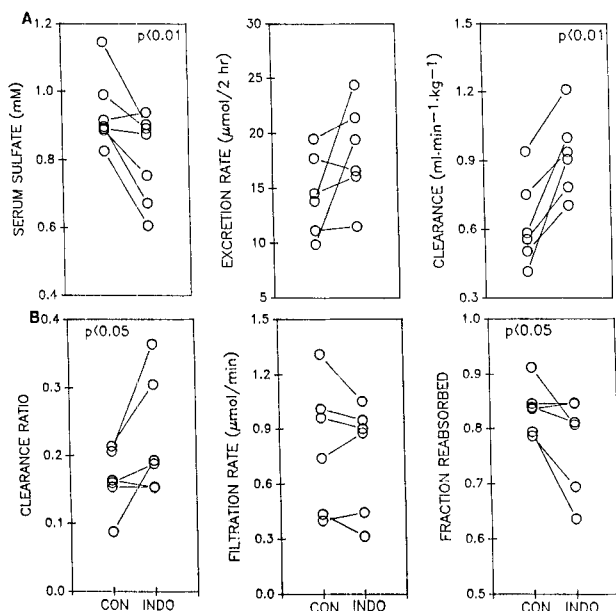 A
p<0.01
SERUM SULFATE (mM)
1.2
1.0
0.8
0.6
0.4
EXCRETION RATE (μmol/2 hr)
30
25
20
15
10
5
p<0.01
CLEARANCE (ml·min⁻¹·kg⁻¹)
1.5
1.2
0.9
0.6
0.3
B
p<0.05
CLEARANCE RATIO
0.4
0.3
0.2
0.1
0.0
CON INDO
FILTRATION RATE (μmol/min)
1.5
1.2
0.9
0.6
0.3
0.0
CON INDO
p<0.05
FRACTION REABSORBED
1.0
0.9
0.8
0.7
0.6
0.5
CON INDO